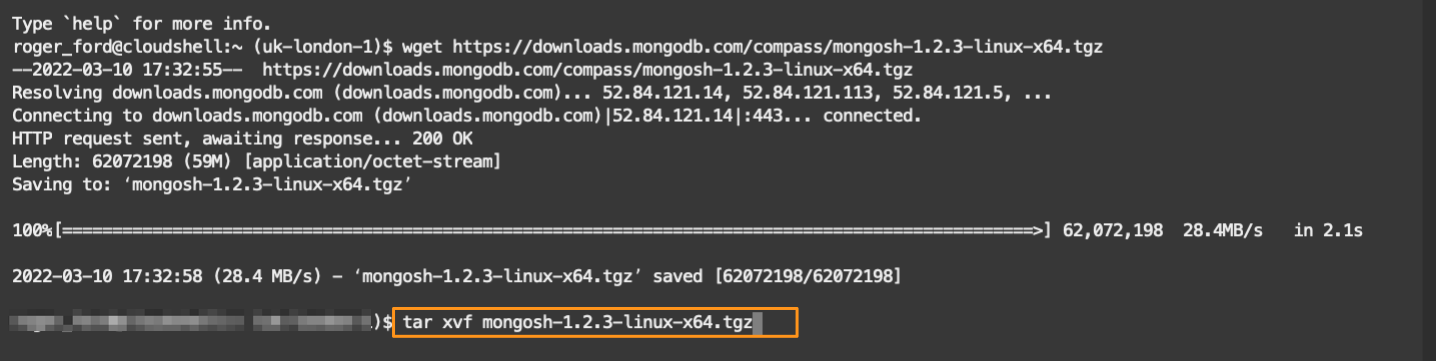 Type `help` for more info.
roger_ford@cloudshell:~ (uk-london-1)$ wget https://downloads.mongodb.com/compass/mongosh-1.2.3-linux-x64.tgz
--2022-03-10 17:32:55--  https://downloads.mongodb.com/compass/mongosh-1.2.3-linux-x64.tgz
Resolving downloads.mongodb.com (downloads.mongodb.com)... 52.84.121.14, 52.84.121.113, 52.84.121.5, ...
Connecting to downloads.mongodb.com (downloads.mongodb.com)|52.84.121.14|:443... connected.
HTTP request sent, awaiting response... 200 OK
Length: 62072198 (59M) [application/octet-stream]
Saving to: ‘mongosh-1.2.3-linux-x64.tgz’
100%[=================================================================================================>] 62,072,198  28.4MB/s   in 2.1s
2022-03-10 17:32:58 (28.4 MB/s) - ‘mongosh-1.2.3-linux-x64.tgz’ saved [62072198/62072198]
)$ tar xvf mongosh-1.2.3-linux-x64.tgz